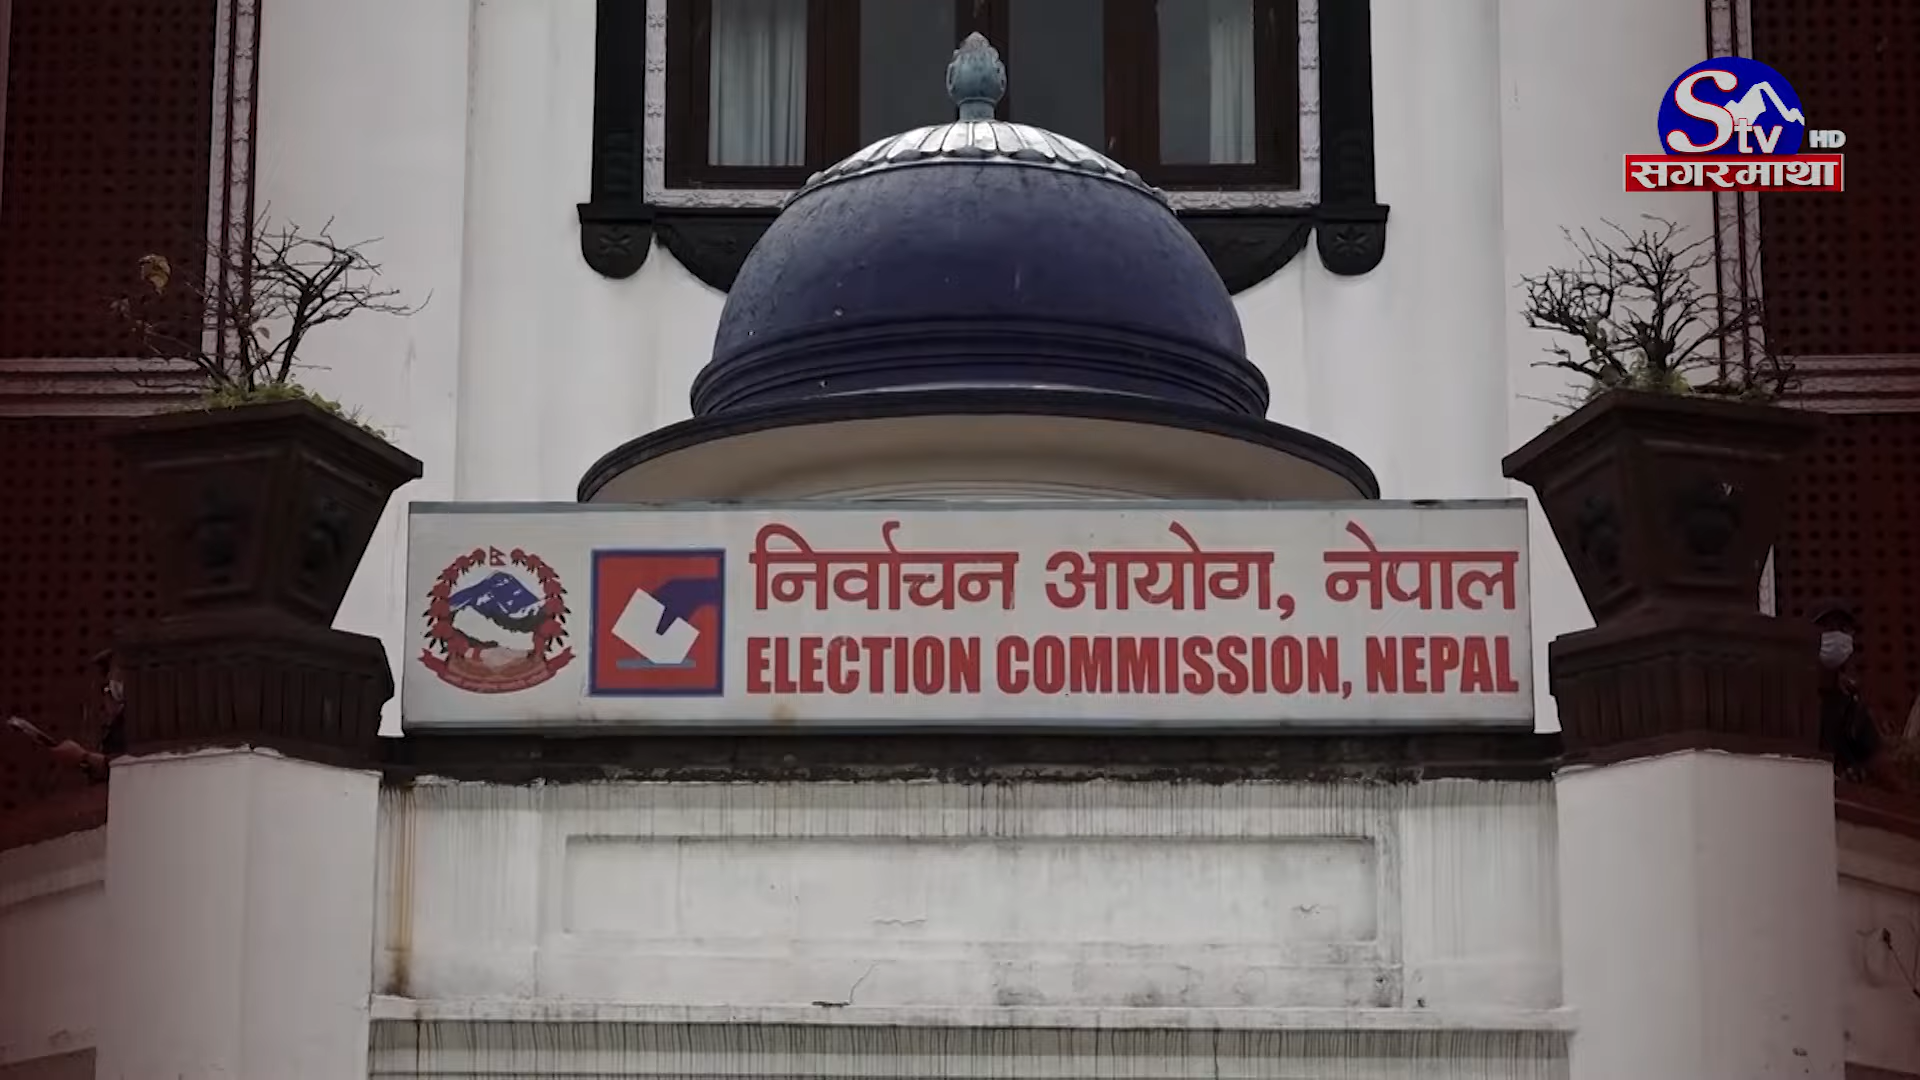 Stv HD
सगरमाथा
निर्वाचन आयोग, नेपाल
ELECTION COMMISSION, NEPAL